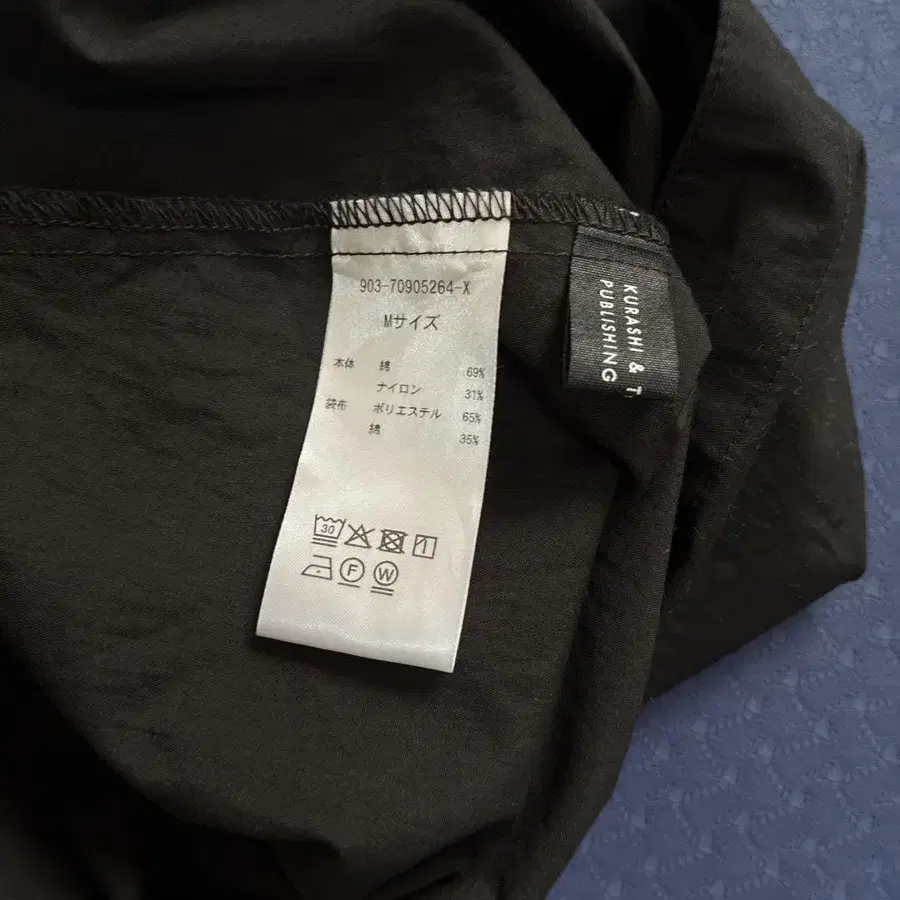 903-70905264-X
Mサイズ
本体 綿 69%
ナイロン 31%
袋布 ポリエステル 65%
綿 35%
30
F W
KURASHI & T
PUBLISHING